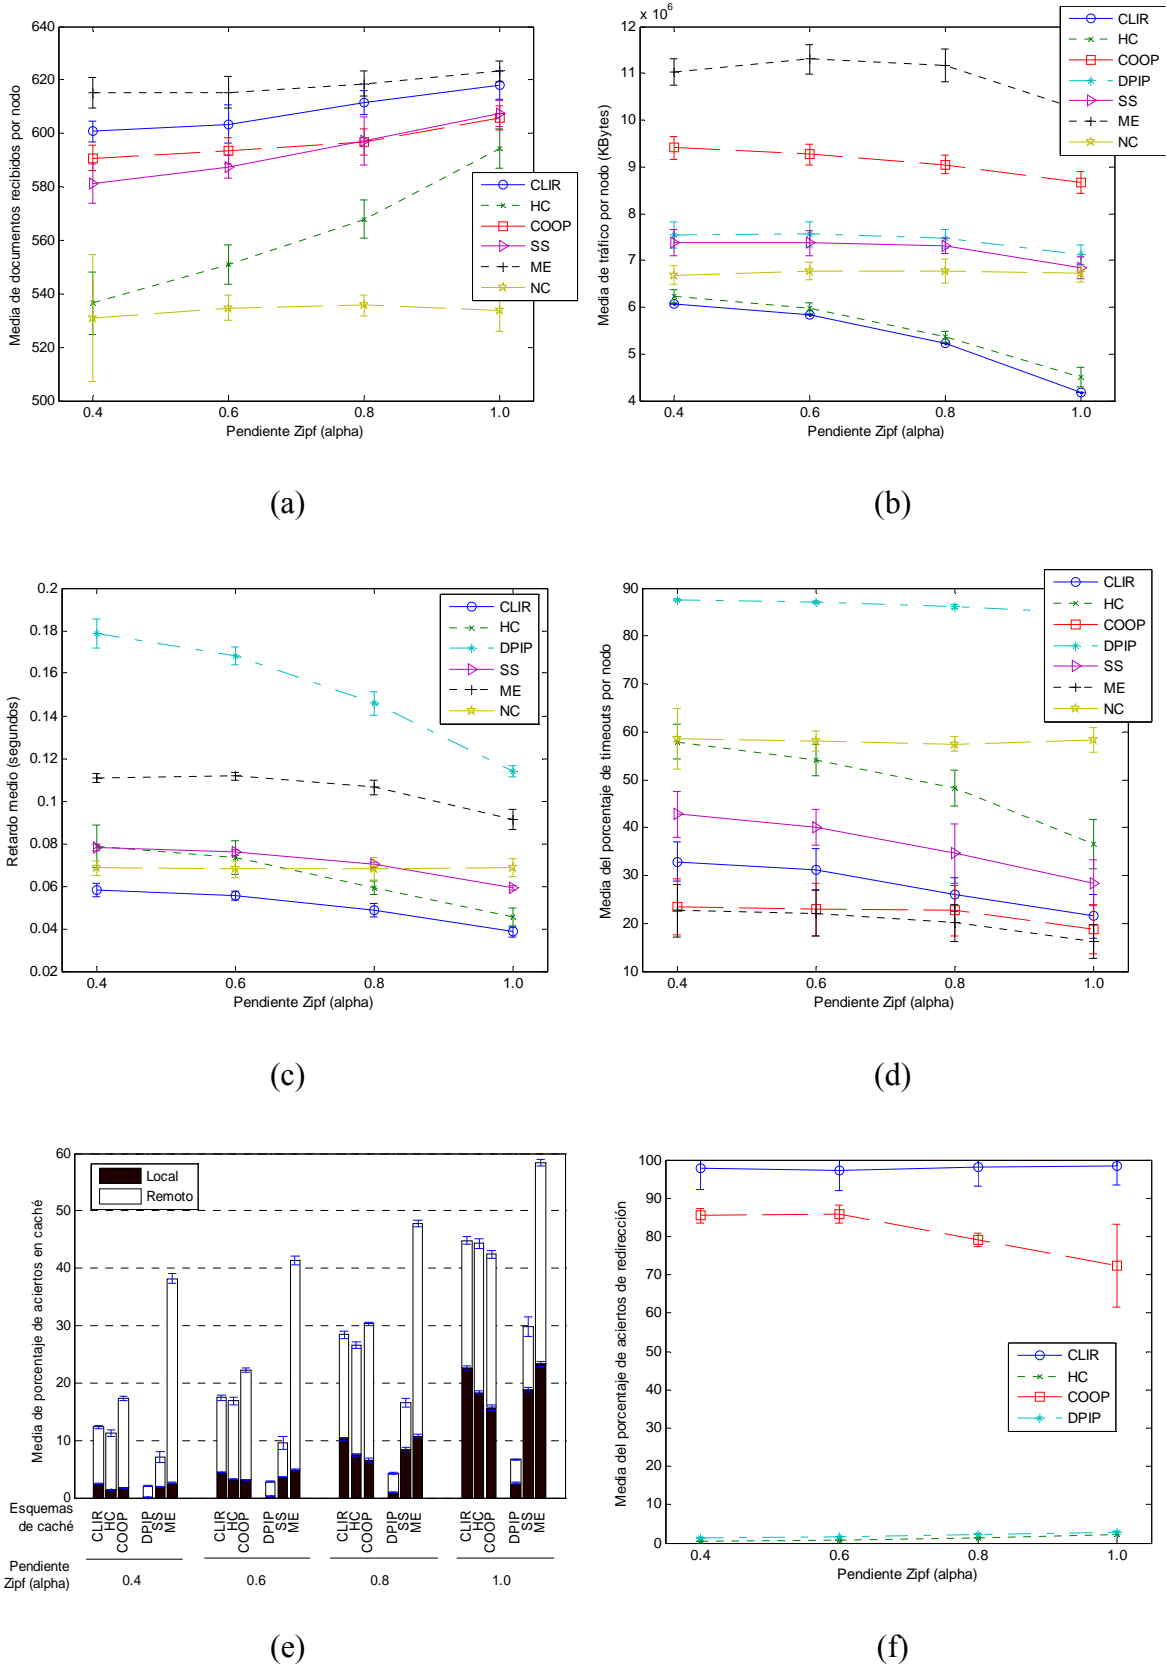 640
620
600
580
560
540
520
500
0.4
0.6
0.8
1.0
Media de documentos recibidos por nodo
Pendiente Zipf (alpha)
CLIR
HC
COOP
SS
ME
NC
(a)
x 10^6
12
11
10
9
8
7
6
5
4
0.4
0.6
0.8
1.0
Media de tráfico por nodo (KBytes)
Pendiente Zipf (alpha)
CLIR
HC
COOP
DPIP
SS
ME
NC
(b)
0.2
0.18
0.16
0.14
0.12
0.1
0.08
0.06
0.04
0.02
0.4
0.6
0.8
1.0
Retardo medio (segundos)
Pendiente Zipf (alpha)
CLIR
HC
DPIP
SS
ME
NC
(c)
90
80
70
60
50
40
30
20
10
0.4
0.6
0.8
1.0
Media del porcentaje de timeouts por nodo
Pendiente Zipf (alpha)
CLIR
HC
COOP
DPIP
SS
ME
NC
(d)
60
50
40
30
20
10
0
Media de porcentaje de aciertos en caché
Local
Remoto
Esquemas
de caché
CLIR
HC
COOP
DPIP
SS
ME
CLIR
HC
COOP
DPIP
SS
ME
CLIR
HC
COOP
DPIP
SS
ME
CLIR
HC
COOP
DPIP
SS
ME
Pendiente
Zipf (alpha)
0.4
0.6
0.8
1.0
(e)
100
90
80
70
60
50
40
30
20
10
0
0.4
0.6
0.8
1.0
Media del porcentaje de aciertos de redirección
Pendiente Zipf (alpha)
CLIR
HC
COOP
DPIP
(f)